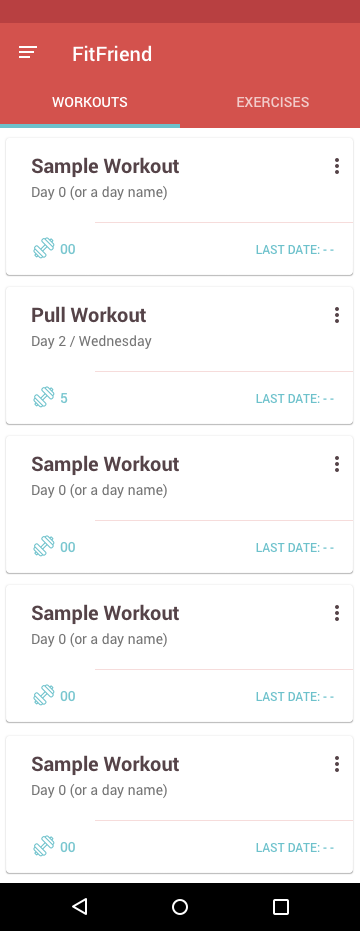 FitFriend
WORKOUTS EXERCISES
Sample Workout
Day 0 (or a day name)
00 LAST DATE: - -
Pull Workout
Day 2 / Wednesday
5 LAST DATE: - -
Sample Workout
Day 0 (or a day name)
00 LAST DATE: - -
Sample Workout
Day 0 (or a day name)
00 LAST DATE: - -
Sample Workout
Day 0 (or a day name)
00 LAST DATE: - -